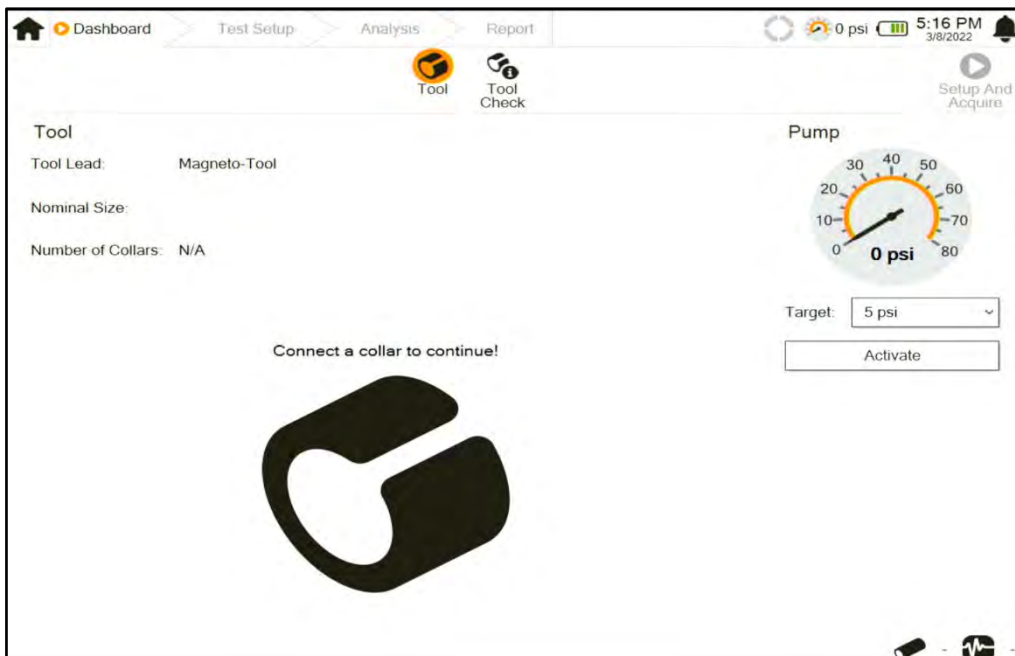 Dashboard
Test Setup
Analysis
Report
0 psi
5:16 PM
3/8/2022
Tool
Tool
Check
Setup And
Acquire
Tool
Tool Lead: Magneto-Tool
Nominal Size:
Number of Collars: N/A
Connect a collar to continue!
Pump
0
10
20
30
40
50
60
70
80
0 psi
Target: 5 psi
Activate
- -